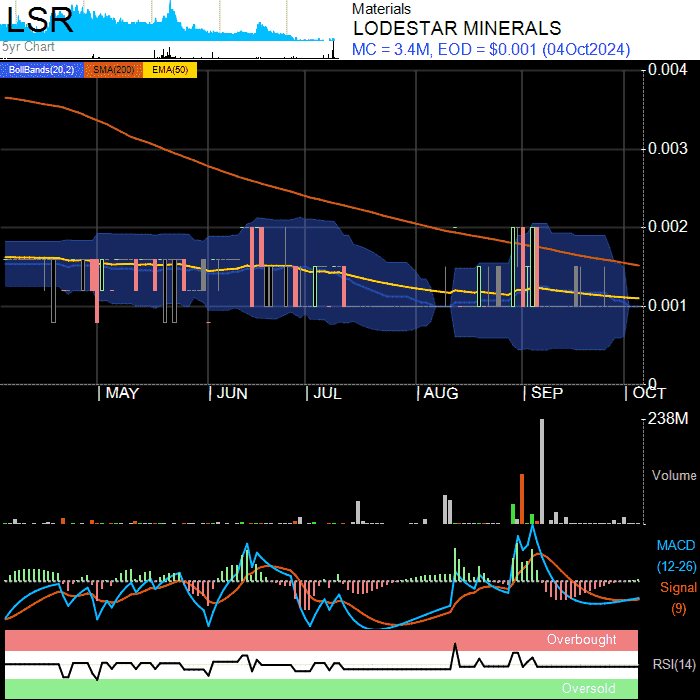 LSR
5yr Chart
Materials
LODESTAR MINERALS
MC = 3.4M, EOD = $0.001 (04Oct2024)
BollBands(20,2) SMA(200) EMA(50)
0.004
0.003
0.002
0.001
0
MAY JUN JUL AUG SEP OCT
238M
Volume
MACD
(12-26)
Signal
(9)
Overbought
RSI(14)
Oversold